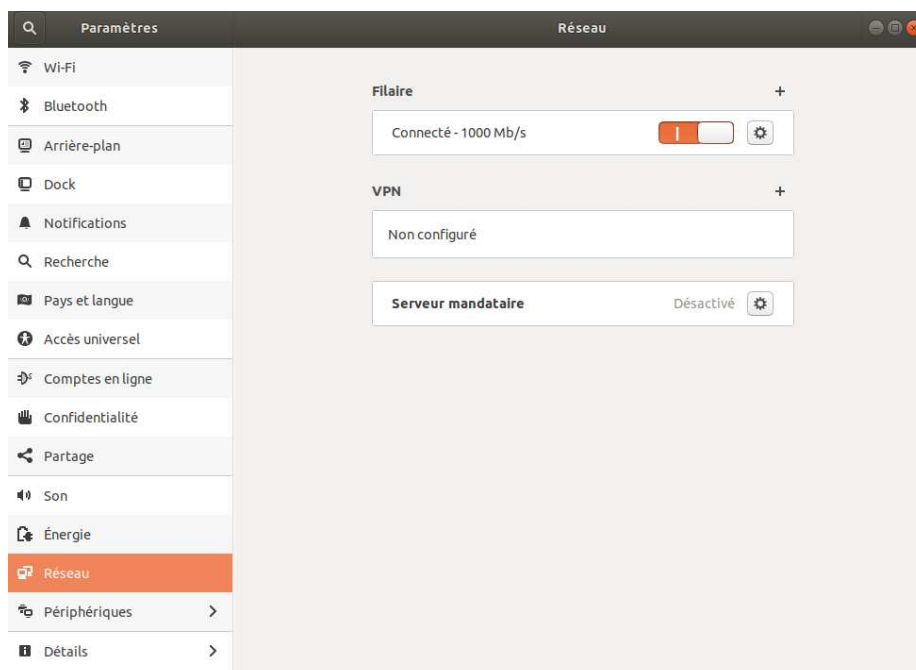 Paramètres
Réseau
Wi-Fi
Bluetooth
Arrière-plan
Dock
Notifications
Recherche
Pays et langue
Accès universel
Comptes en ligne
Confidentialité
Partage
Son
Énergie
Réseau
Périphériques
Détails
Filaire
Connecté - 1000 Mb/s
VPN
Non configuré
Serveur mandataire Désactivé